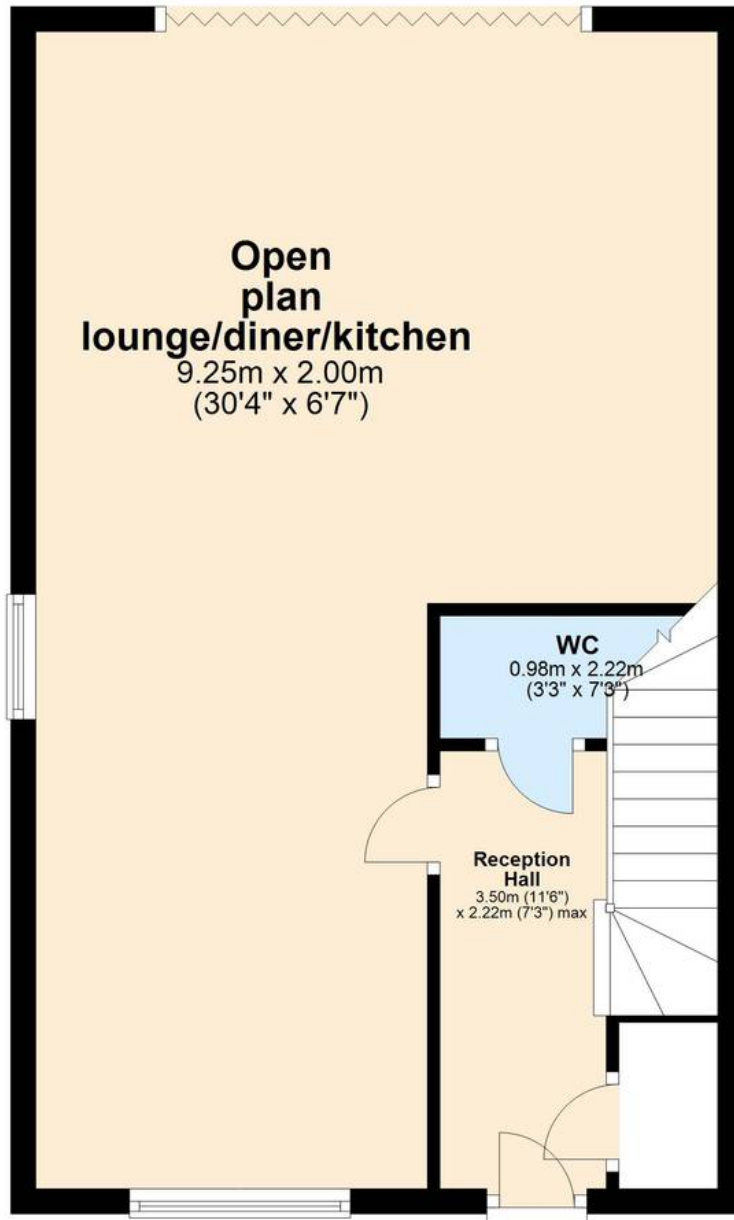 Open
plan
lounge/diner/kitchen
9.25m x 2.00m
(30'4" x 6'7")
WC
0.98m x 2.22m
(3'3" x 7'3")
Reception
Hall
3.50m (11'6")
x 2.22m (7'3") max